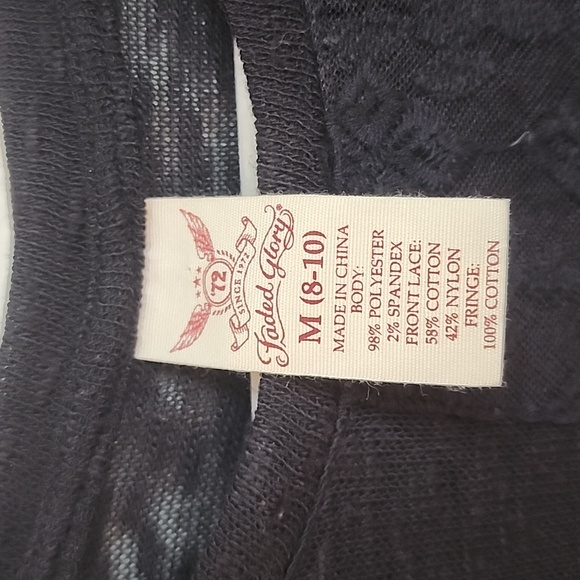 '72
SINCE 1972
Faded Glory®
M (8-10)
MADE IN CHINA
BODY:
98% POLYESTER
2% SPANDEX
FRONT LACE:
58% COTTON
42% NYLON
FRINGE:
100% COTTON